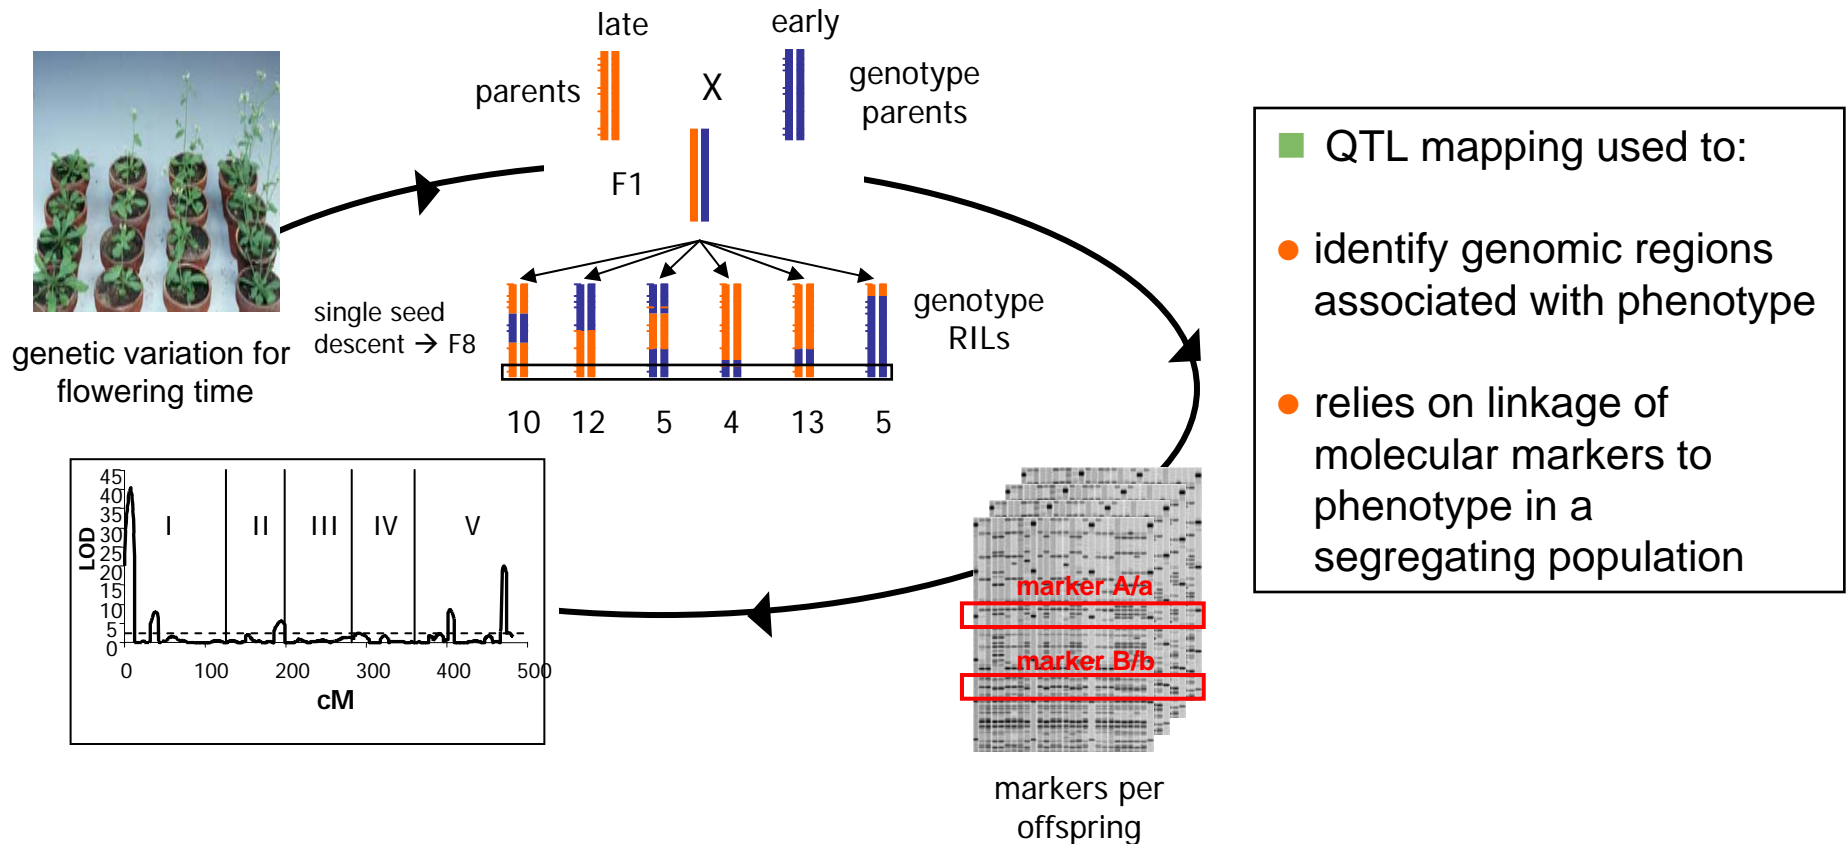 late
early
parents
X
genotype
parents
F1
single seed
descent → F8
genotype
RILs
10 12 5 4 13 5
genetic variation for
flowering time
45
40
35
30
25
20
15
10
5
0
LOD
I II III IV V
0 100 200 300 400 500
cM
marker A/a
marker B/b
markers per
offspring
QTL mapping used to:
identify genomic regions
associated with phenotype
relies on linkage of
molecular markers to
phenotype in a
segregating population